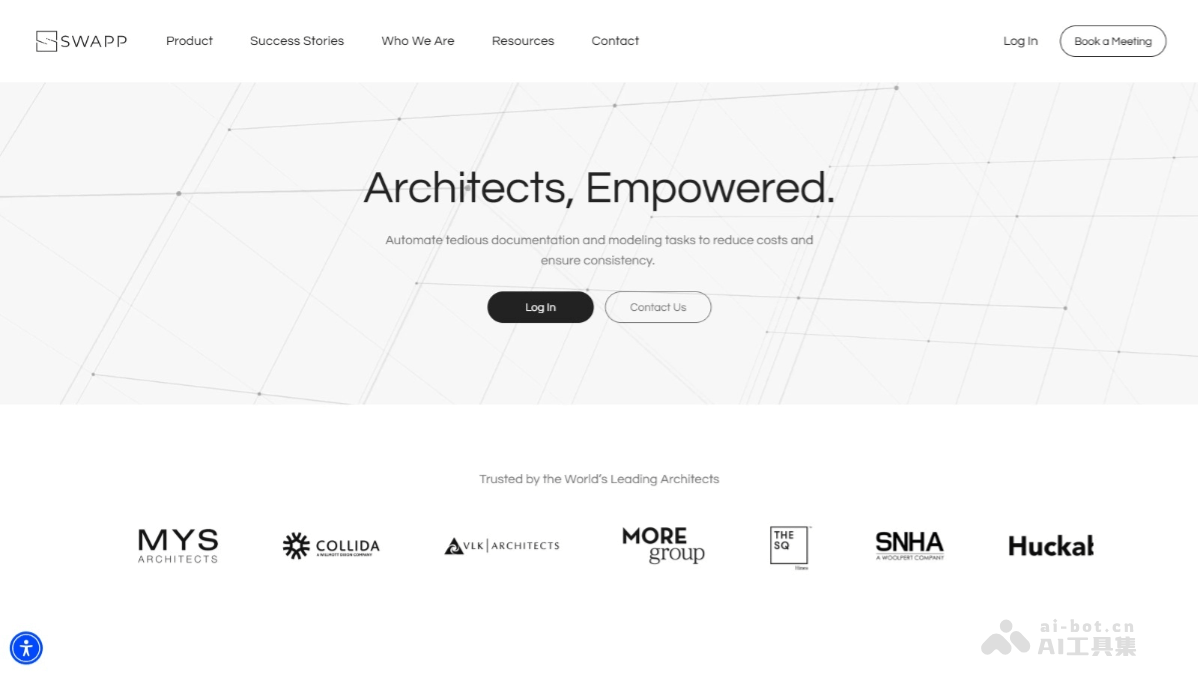 SWAPP Product Success Stories Who We Are Resources Contact Log In Book a Meeting
Architects, Empowered.
Automate tedious documentation and modeling tasks to reduce costs and
ensure consistency.
Log In Contact Us
Trusted by the World's Leading Architects
MYS
ARCHITECTS
COLLIDA
VLK | ARCHITECTS
MORE
group
THE
SQ
Hines
SNHA
A WOOLPERT COMPANY
Huckab
ai-bot.cn
AI工具集